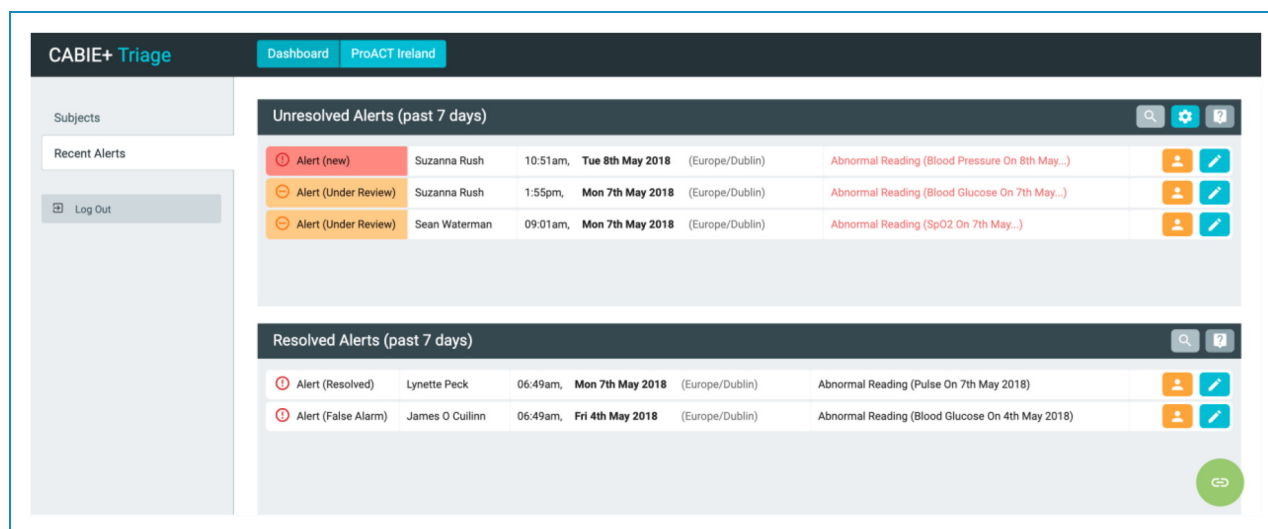 CABIE+ Triage
Dashboard
ProACT Ireland
Subjects
Recent Alerts
Log Out
Unresolved Alerts (past 7 days)
Alert (new) Suzanna Rush 10:51am, Tue 8th May 2018 (Europe/Dublin) Abnormal Reading (Blood Pressure On 8th May...)
Alert (Under Review) Suzanna Rush 1:55pm, Mon 7th May 2018 (Europe/Dublin) Abnormal Reading (Blood Glucose On 7th May...)
Alert (Under Review) Sean Waterman 09:01am, Mon 7th May 2018 (Europe/Dublin) Abnormal Reading (SpO2 On 7th May...)
Resolved Alerts (past 7 days)
Alert (Resolved) Lynette Peck 06:49am, Mon 7th May 2018 (Europe/Dublin) Abnormal Reading (Pulse On 7th May 2018)
Alert (False Alarm) James O Cuilinn 06:49am, Fri 4th May 2018 (Europe/Dublin) Abnormal Reading (Blood Glucose On 4th May 2018)